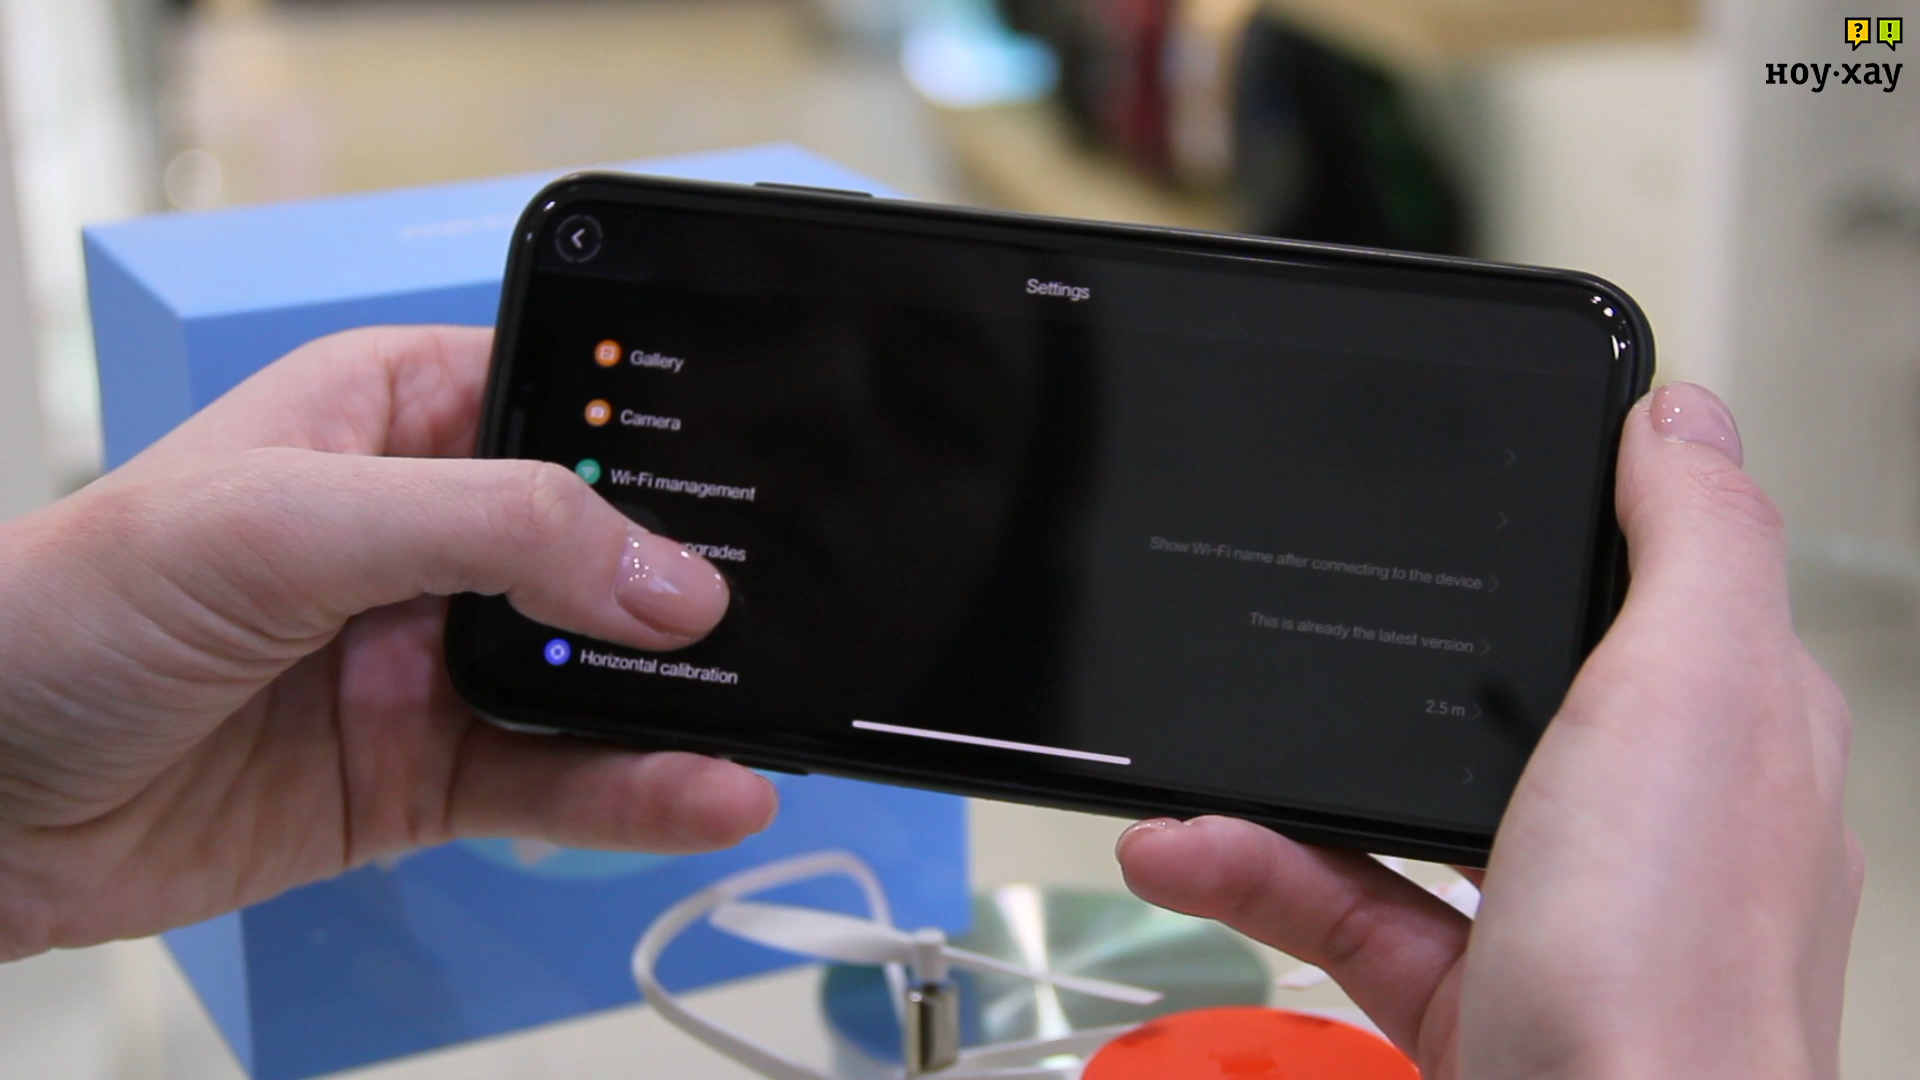 ноу·хау
Settings
Gallery
Camera
Wi-Fi management
Show Wi-Fi name after connecting to the device
This is already the latest version
2.5 m
Horizontal calibration